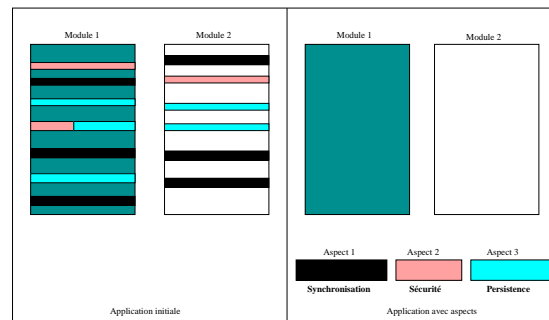 Module 1
Module 2
Module 1
Module 2
Aspect 1
Aspect 2
Aspect 3
Synchronisation
Sécurité
Persistence
Application initiale
Application avec aspects